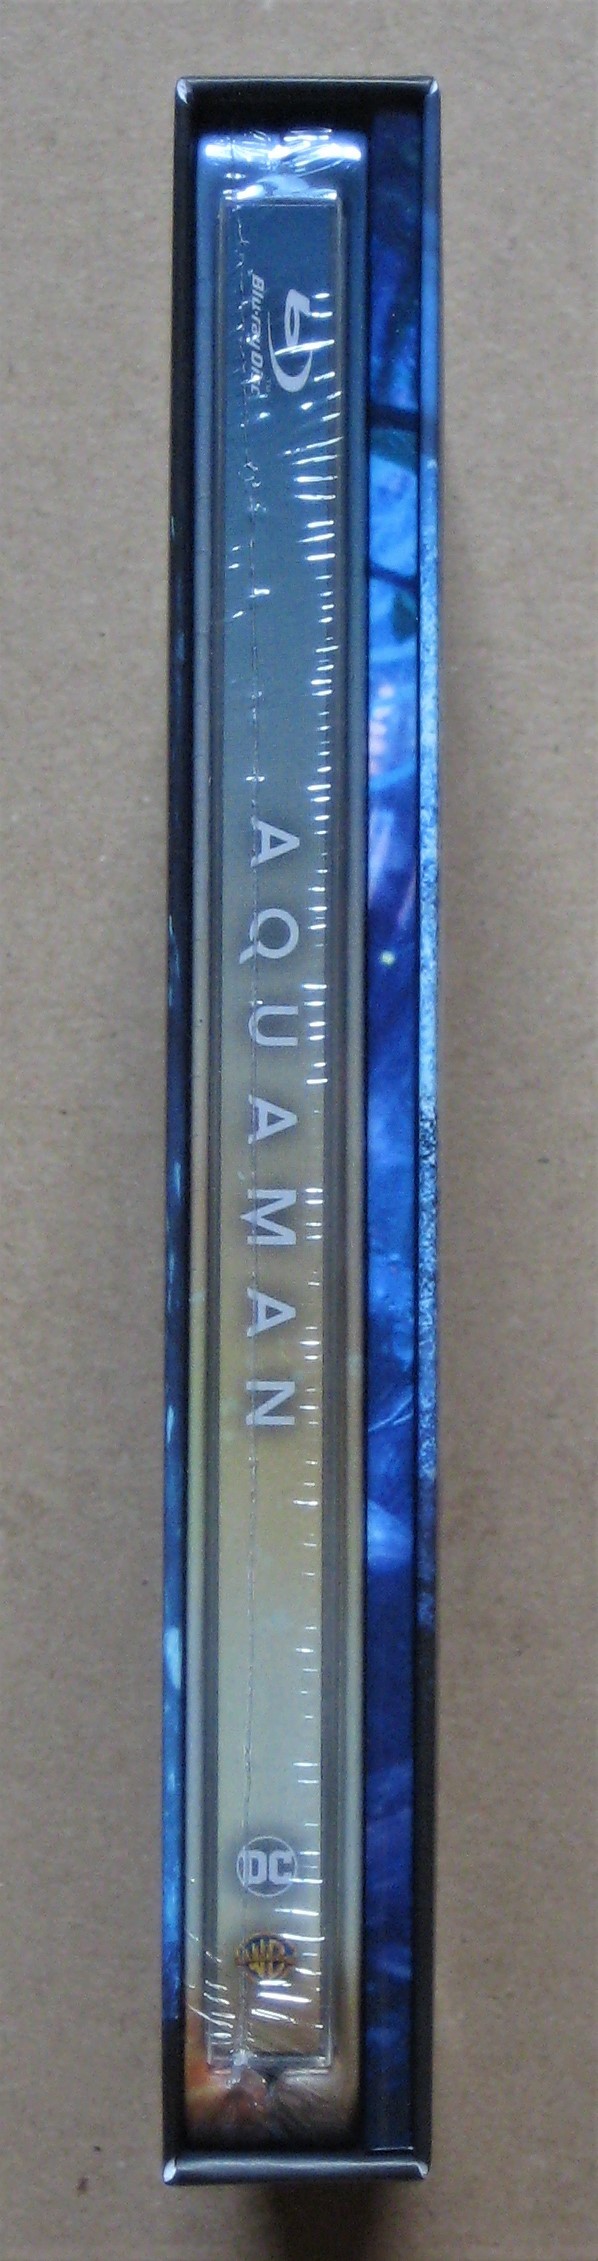 Blu-ray Disc
AQUAMAN
DC
WB